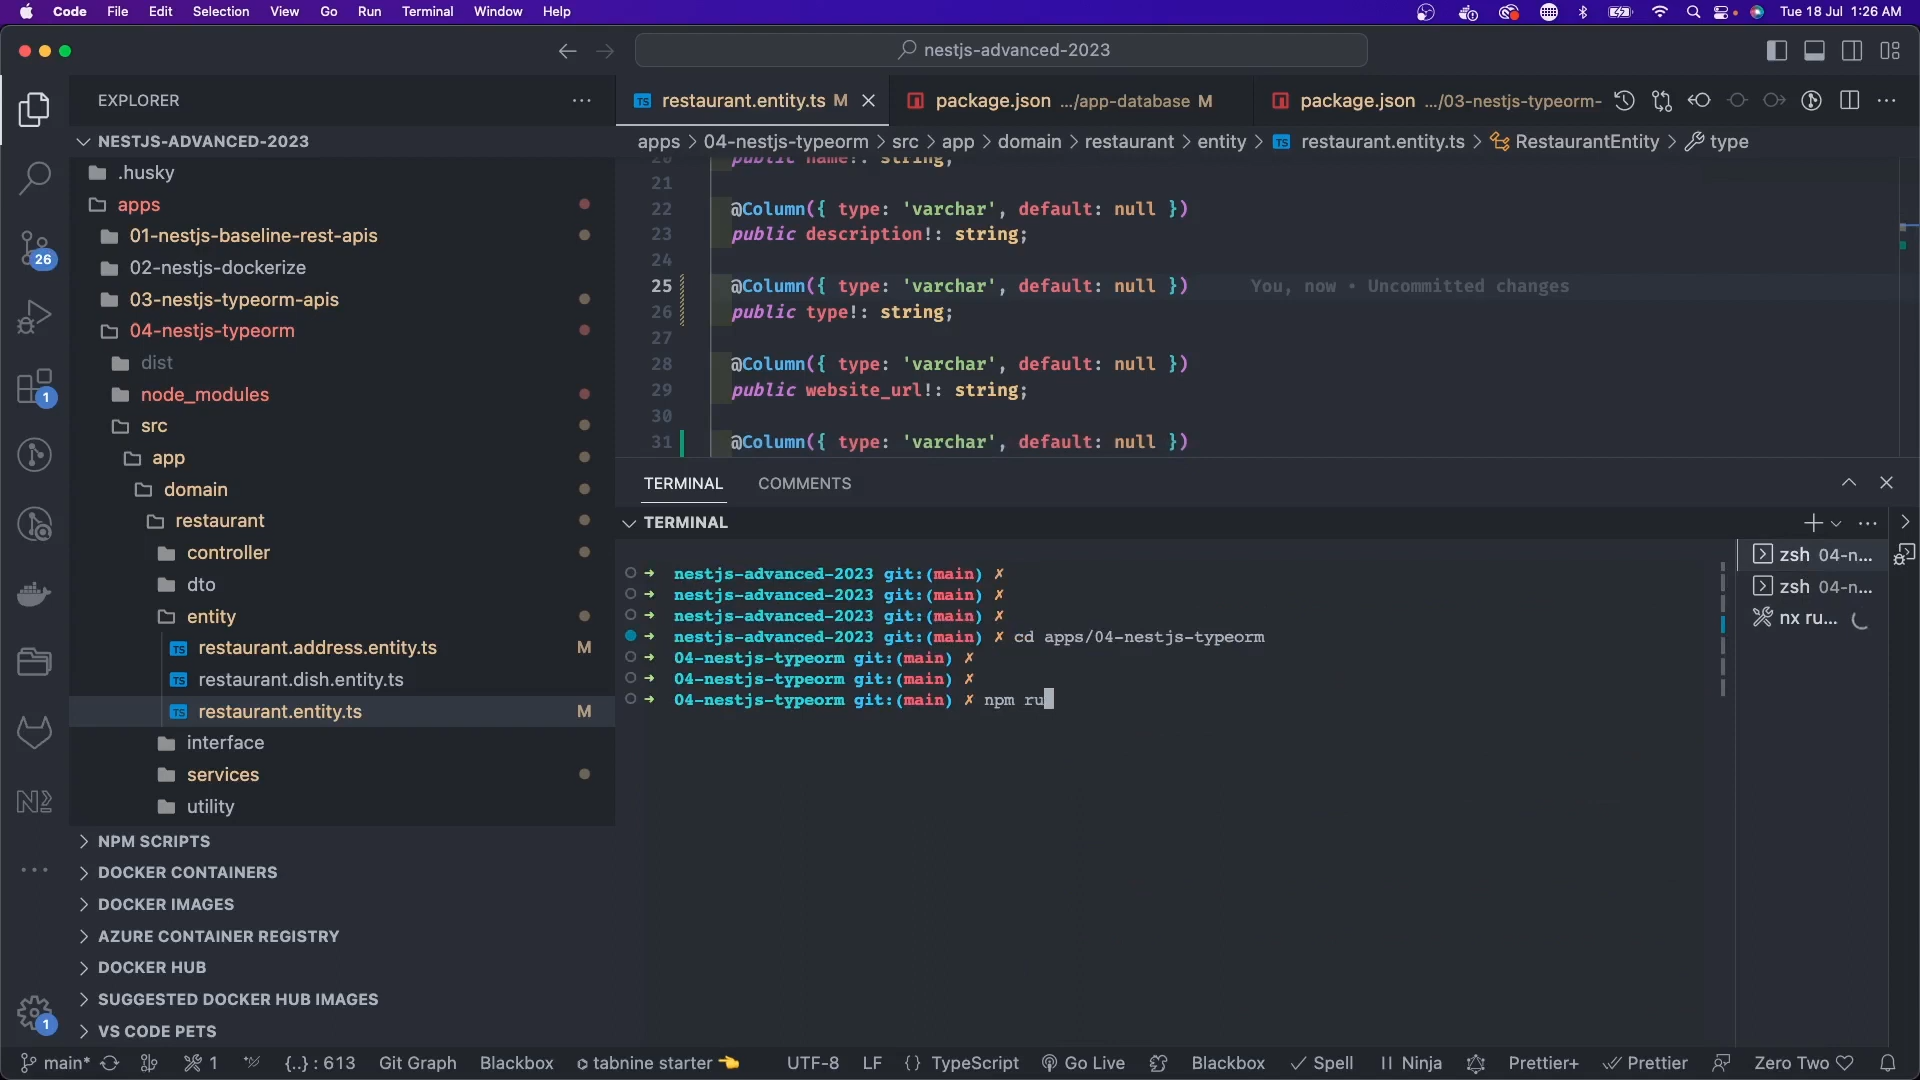 Code File Edit Selection View Go Run Terminal Window Help Tue 18 Jul 1:26 AM
nestjs-advanced-2023
EXPLORER
NESTJS-ADVANCED-2023
.husky
apps
01-nestjs-baseline-rest-apis
02-nestjs-dockerize
03-nestjs-typeorm-apis
04-nestjs-typeorm
dist
node_modules
src
app
domain
restaurant
controller
dto
entity
restaurant.address.entity.ts M
restaurant.dish.entity.ts
restaurant.entity.ts M
interface
services
utility
NPM SCRIPTS
DOCKER CONTAINERS
DOCKER IMAGES
AZURE CONTAINER REGISTRY
DOCKER HUB
SUGGESTED DOCKER HUB IMAGES
VS CODE PETS
26
1
1
restaurant.entity.ts M package.json .../app-database M package.json .../03-nestjs-typeorm-
apps > 04-nestjs-typeorm > src > app > domain > restaurant > entity > TS restaurant.entity.ts > RestaurantEntity > type
20 public name!: string;
21
22 @Column({ type: 'varchar', default: null })
23 public description!: string;
24
25 @Column({ type: 'varchar', default: null }) You, now • Uncommitted changes
26 public type!: string;
27
28 @Column({ type: 'varchar', default: null })
29 public website_url!: string;
30
31 @Column({ type: 'varchar', default: null })
TERMINAL COMMENTS
TERMINAL
➜ nestjs-advanced-2023 git:(main) ✗
➜ nestjs-advanced-2023 git:(main) ✗
➜ nestjs-advanced-2023 git:(main) ✗
➜ nestjs-advanced-2023 git:(main) ✗ cd apps/04-nestjs-typeorm
➜ 04-nestjs-typeorm git:(main) ✗
➜ 04-nestjs-typeorm git:(main) ✗
➜ 04-nestjs-typeorm git:(main) ✗ npm ru
zsh 04-n...
zsh 04-n...
nx ru...
main* 1 {..} : 613 Git Graph Blackbox tabnine starter UTF-8 LF {} TypeScript Go Live Blackbox Spell Ninja Prettier+ Prettier Zero Two